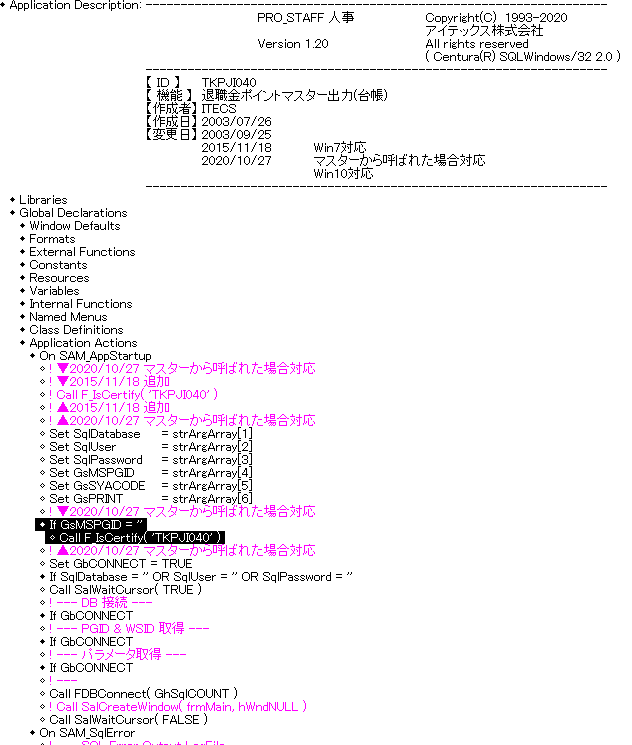 Application Description: ------------------------------------------------------------------
PRO_STAFF 人事 Copyright(C) 1993-2020
アイテックス株式会社
Version 1.20 All rights reserved
( Centura(R) SQLWindows/32 2.0 )
------------------------------------------------------------------
【 ID 】 TKPJI040
【 機能 】 退職金ポイントマスター出力(台帳)
【作成者】 ITECS
【作成日】 2003/07/26
【変更日】 2003/09/25
2015/11/18 Win7対応
2020/10/27 マスターから呼ばれた場合対応
Win10対応
------------------------------------------------------------------
Libraries
Global Declarations
Window Defaults
Formats
External Functions
Constants
Resources
Variables
Internal Functions
Named Menus
Class Definitions
Application Actions
On SAM_AppStartup
! ▼2020/10/27 マスターから呼ばれた場合対応
! ▼2015/11/18 追加
! Call F_IsCertify( 'TKPJI040' )
! ▲2015/11/18 追加
! ▲2020/10/27 マスターから呼ばれた場合対応
Set SqlDatabase = strArgArray[1]
Set SqlUser = strArgArray[2]
Set SqlPassword = strArgArray[3]
Set GsMSPGID = strArgArray[4]
Set GsSYACODE = strArgArray[5]
Set GsPRINT = strArgArray[6]
! ▼2020/10/27 マスターから呼ばれた場合対応
If GsMSPGID = ''
Call F_IsCertify( 'TKPJI040' )
! ▲2020/10/27 マスターから呼ばれた場合対応
Set GbCONNECT = TRUE
If SqlDatabase = '' OR SqlUser = '' OR SqlPassword = ''
Call SalWaitCursor( TRUE )
! --- DB 接続 ---
If GbCONNECT
! --- PGID & WSID 取得 ---
If GbCONNECT
! --- パラメータ取得 ---
If GbCONNECT
! ---
Call FDBConnect( GhSqlCOUNT )
! Call SalCreateWindow( frmMain, hWndNULL )
Call SalWaitCursor( FALSE )
On SAM_SqlError